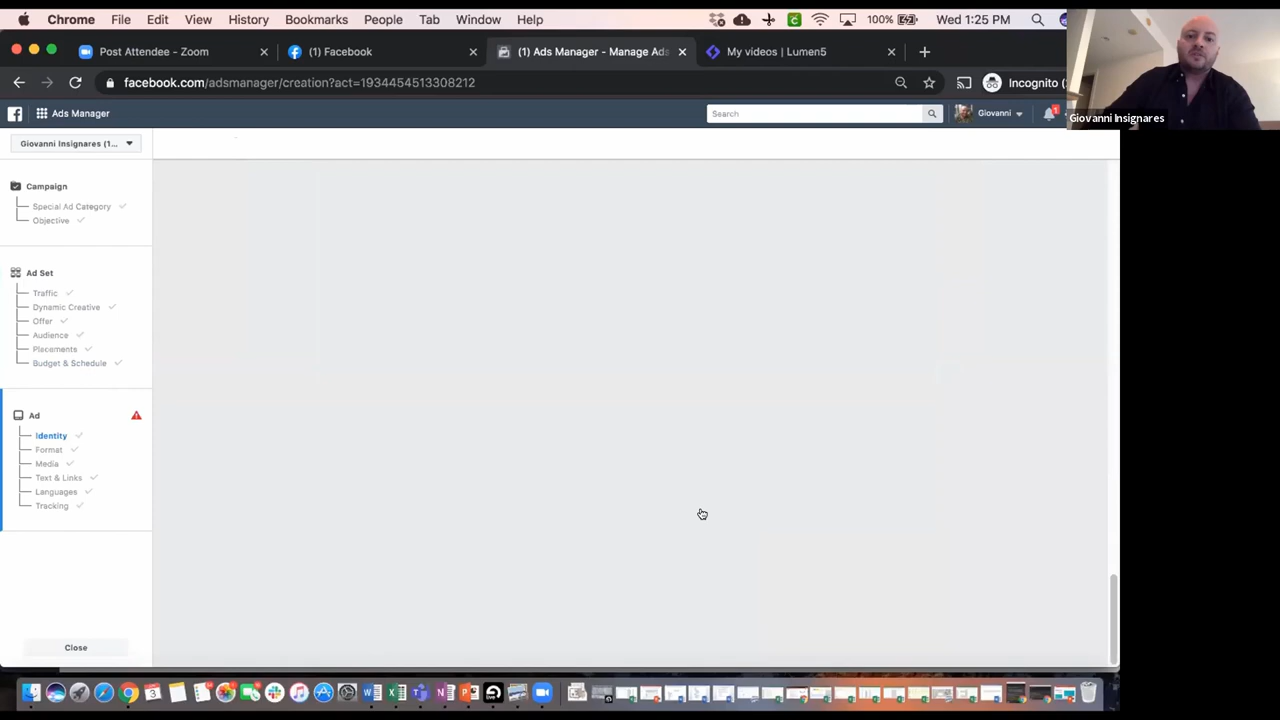 Chrome File Edit View History Bookmarks People Tab Window Help 100% Wed 1:25 PM
Post Attendee - Zoom
(1) Facebook
(1) Ads Manager - Manage Ads
My videos | Lumen5
facebook.com/adsmanager/creation?act=1934454513308212
Incognito
Ads Manager
Search
Giovanni
1
Giovanni Insignares
Giovanni Insignares (1...
Campaign
Special Ad Category
Objective
Ad Set
Traffic
Dynamic Creative
Offer
Audience
Placements
Budget & Schedule
Ad
Identity
Format
Media
Text & Links
Languages
Tracking
Close